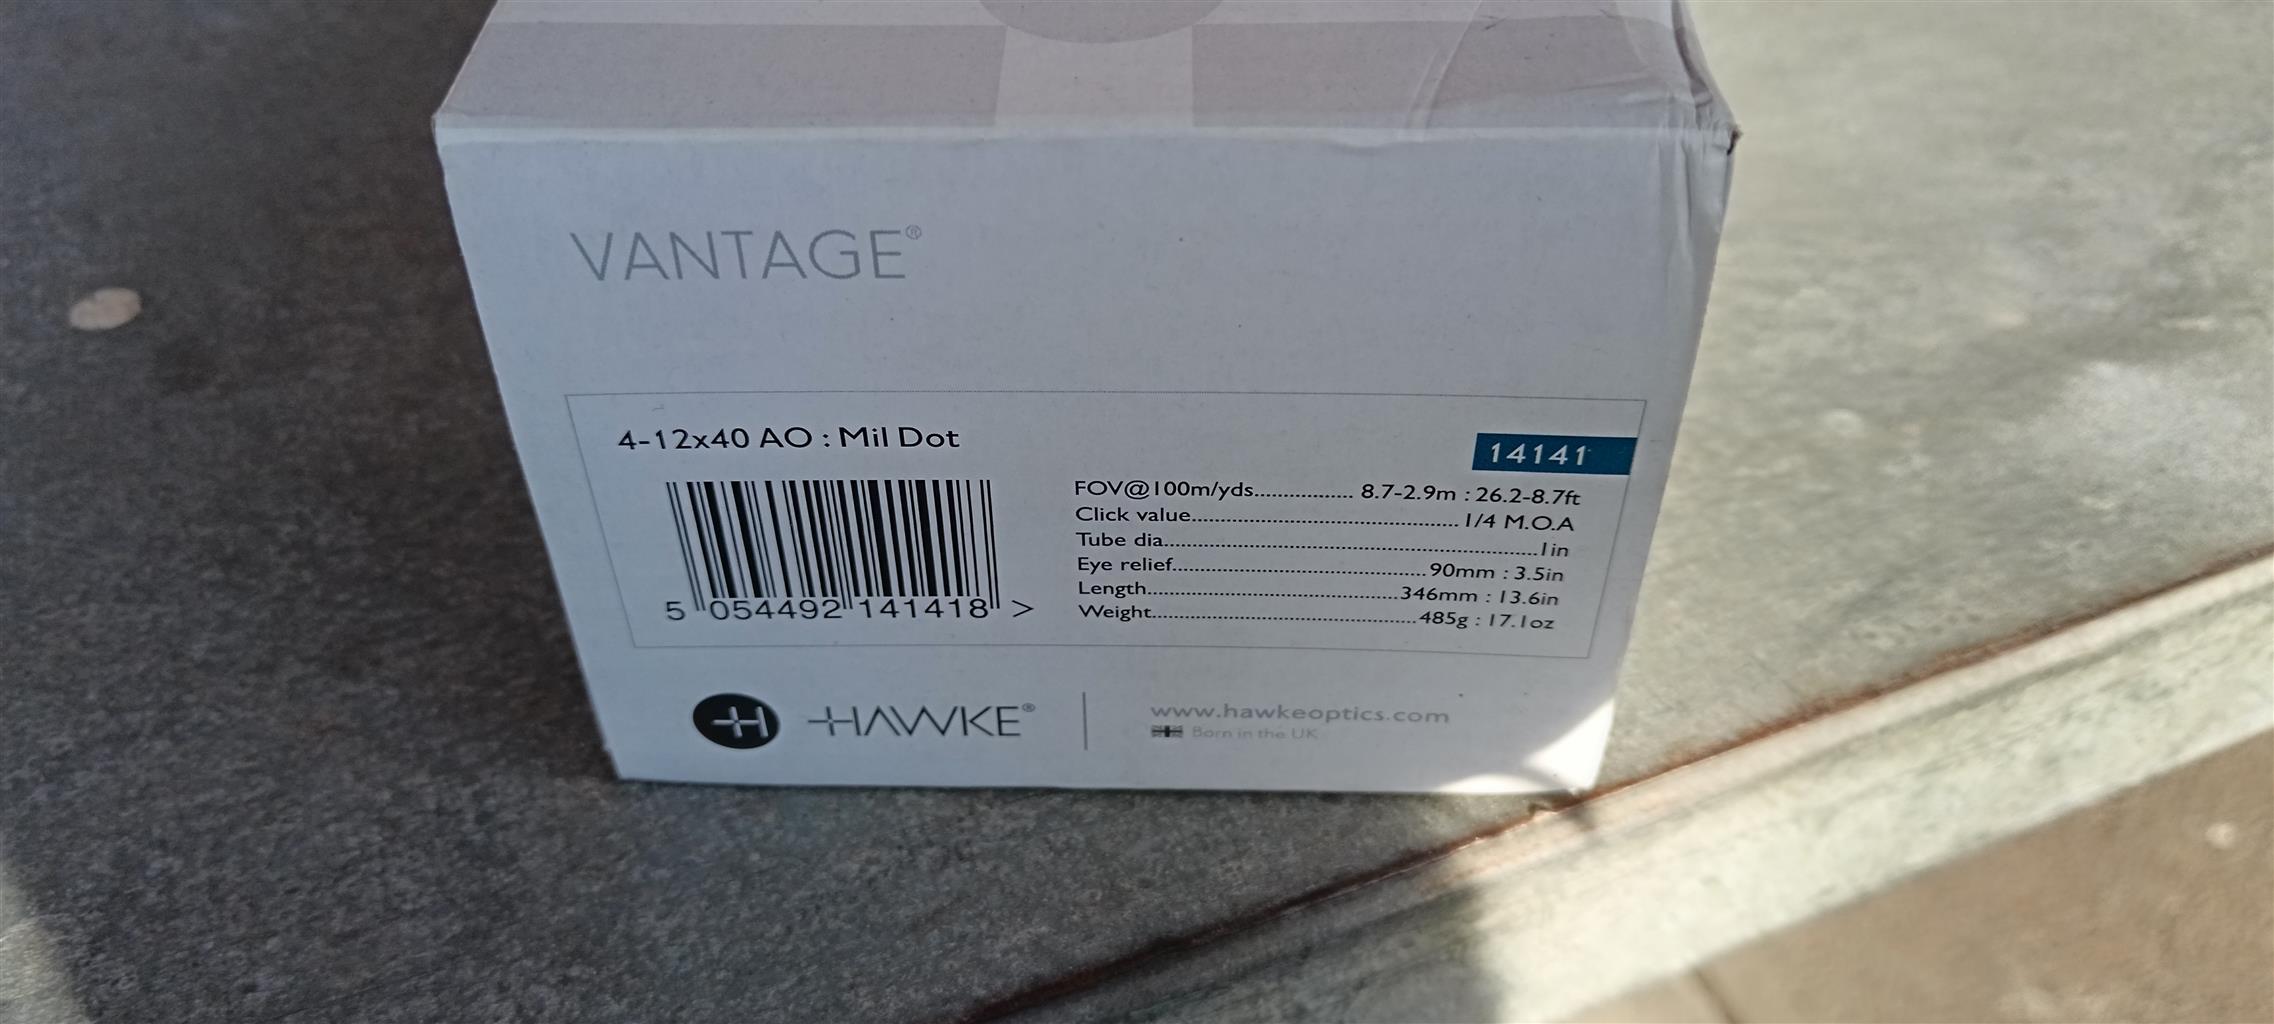 VANTAGE®
4-12x40 AO : Mil Dot
14141
FOV@100m/yds................. 8.7-2.9m : 26.2-8.7ft
Click value............................................. 1/4 M.O.A
Tube dia..............................................................1in
Eye relief...........................................90mm : 3.5in
Length..........................................346mm : 13.6in
Weight............................................485g : 17.1oz
5 054492 141418 >
HAWKE®
www.hawkeoptics.com
Born in the UK